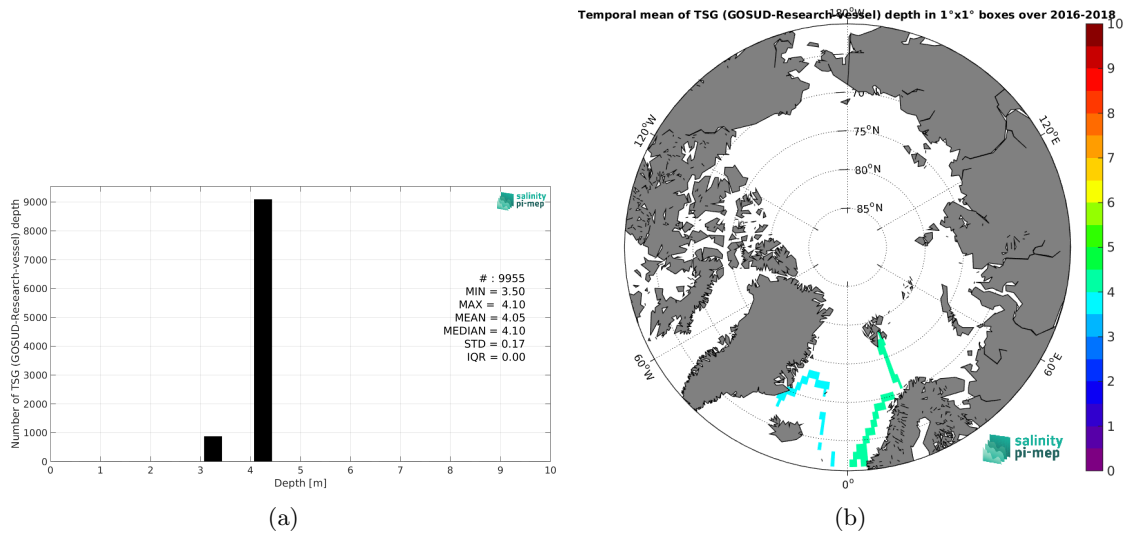 Temporal mean of TSG (GOSUD-Research-vessel) depth in 1°x1° boxes over 2016-2018
Number of TSG (GOSUD-Research-vessel) depth
9000
8000
7000
6000
5000
4000
3000
2000
1000
0
0 1 2 3 4 5 6 7 8 9 10
Depth [m]
salinity
pi-mep
# : 9955
MIN = 3.50
MAX = 4.10
MEAN = 4.05
MEDIAN = 4.10
STD = 0.17
IQR = 0.00
(a)
180°W
120°W
120°E
60°W
60°E
0°
70°N
75°N
80°N
85°N
salinity
pi-mep
10
9
8
7
6
5
4
3
2
1
0
(b)